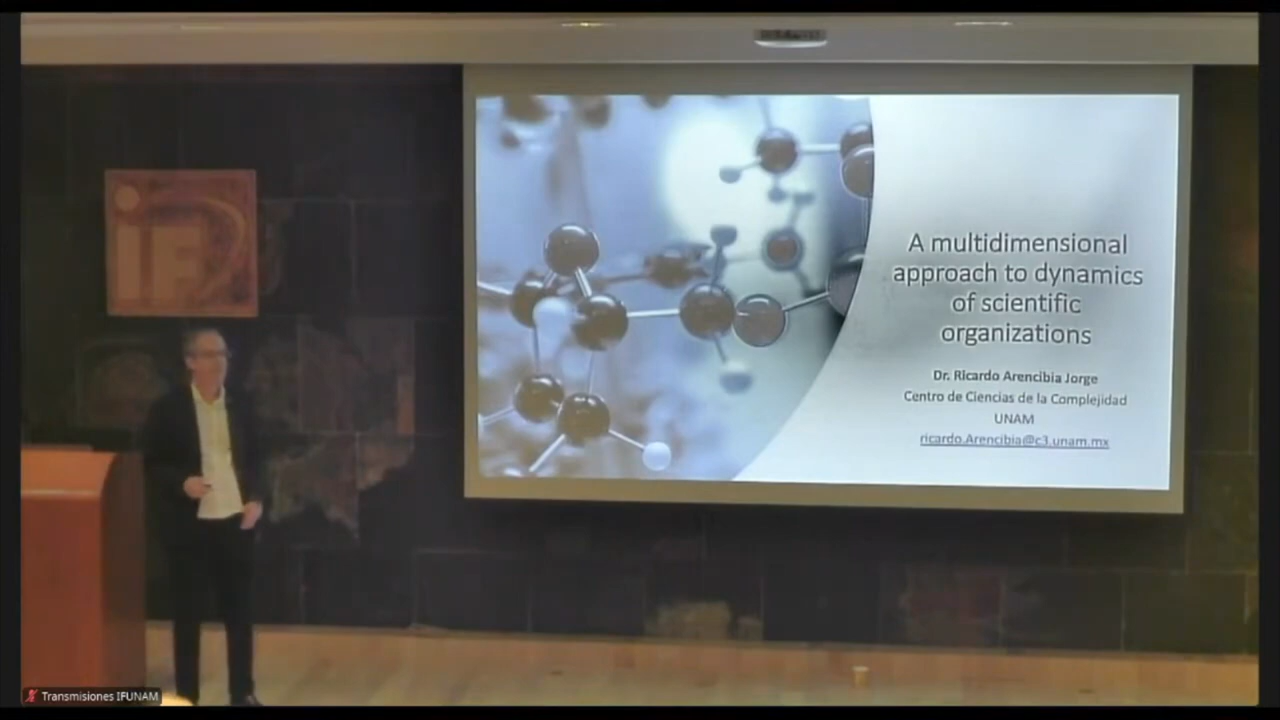 iF
A multidimensional
approach to dynamics
of scientific
organizations
Dr. Ricardo Arencibia Jorge
Centro de Ciencias de la Complejidad
UNAM
ricardo.Arencibia@c3.unam.mx
Transmisiones IFUNAM